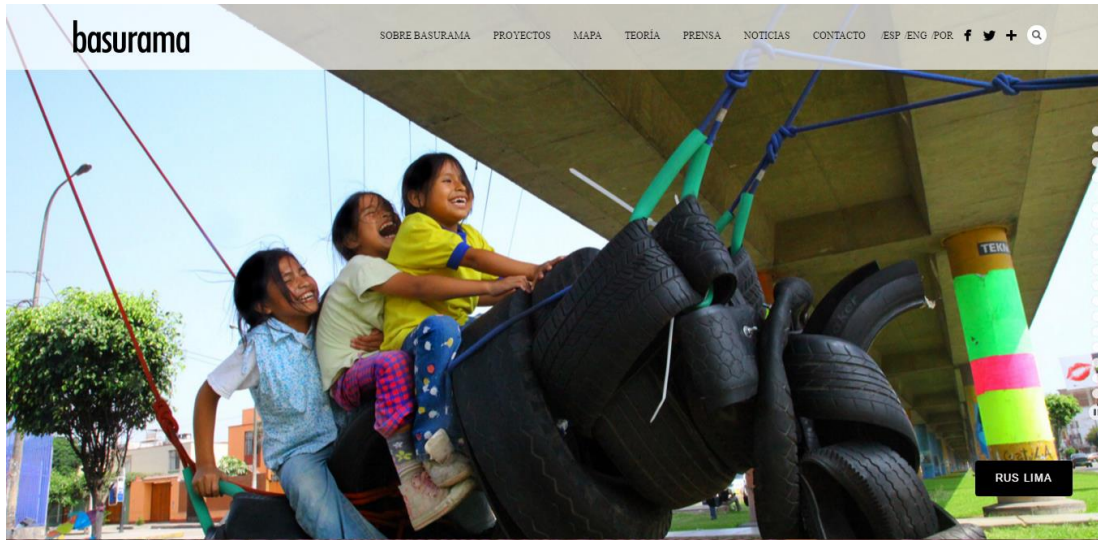 basurama
SOBRE BASURAMA PROYECTOS MAPA TEORÍA PRENSA NOTICIAS CONTACTO /ESP /ENG /POR
TEKN
RUS LIMA